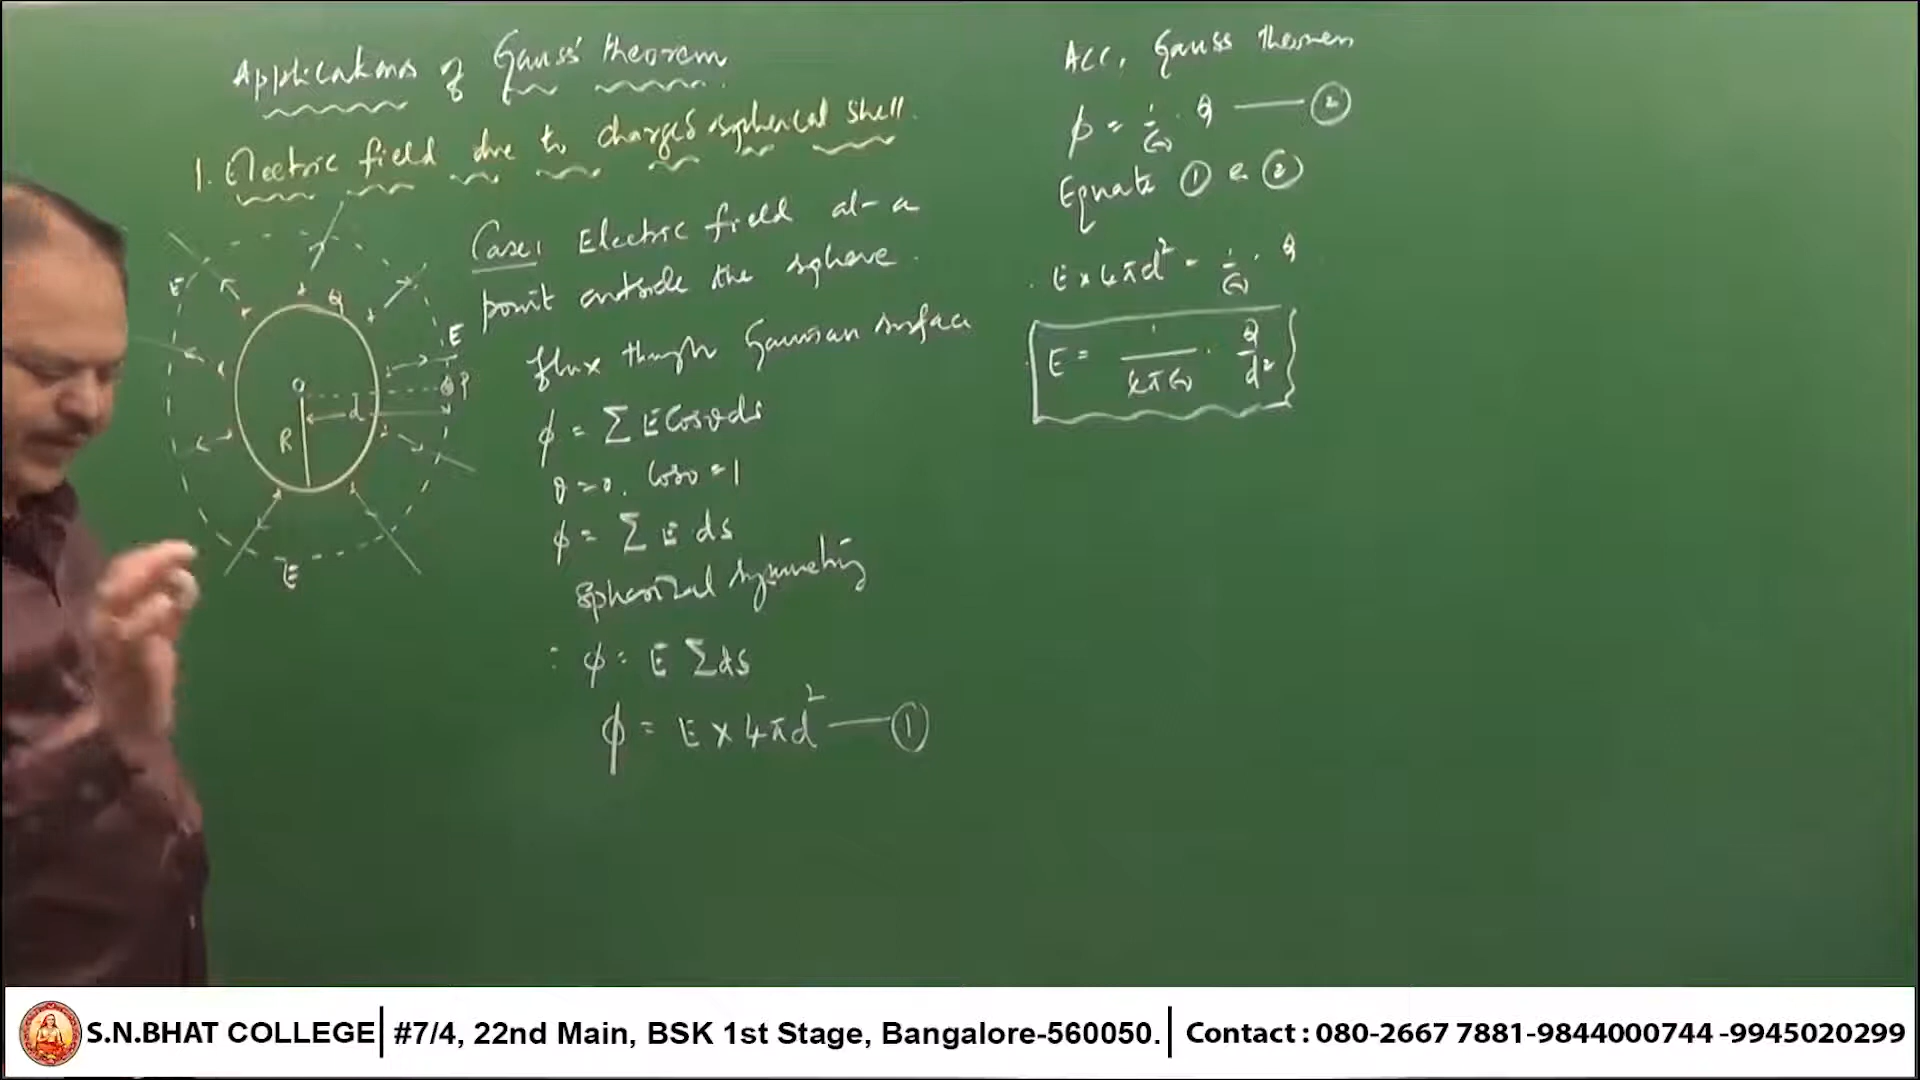 Applications of Gauss' theorem
1. Electric field due to charged spherical shell.
Case1 Electric field at a
point outside the sphere.
flux through Gaussian surface
ϕ = Σ E Cosθ ds
θ = 0, Cos0 = 1
ϕ = Σ E ds
Spherical symmetry
∴ ϕ = E Σ ds
ϕ = E × 4πd² — ①
Q
E
E
P
d
R
E
Acc, Gauss theorem
ϕ = 1/ε₀ · q — ②
Equate ① & ②
E × 4πd² = 1/ε₀ · q
E = 1/4πε₀ · Q/d²
S.N.BHAT COLLEGE | #7/4, 22nd Main, BSK 1st Stage, Bangalore-560050. | Contact : 080-2667 7881-9844000744 -9945020299